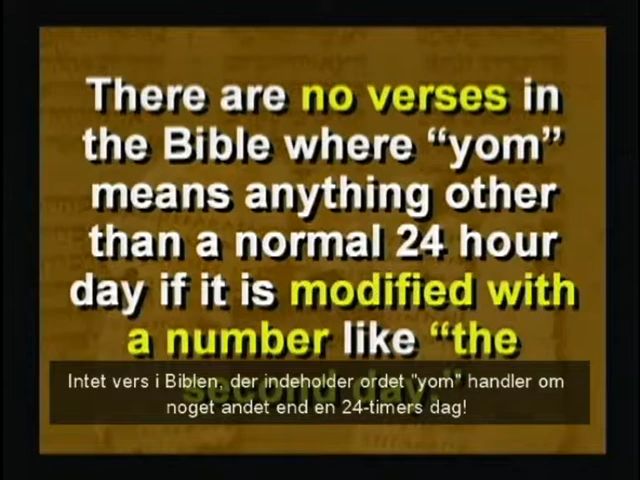 There are no verses in
the Bible where “yom”
means anything other
than a normal 24 hour
day if it is modified with
a number like “the
second day.”
Intet vers i Biblen, der indeholder ordet "yom" handler om
noget andet end en 24-timers dag!